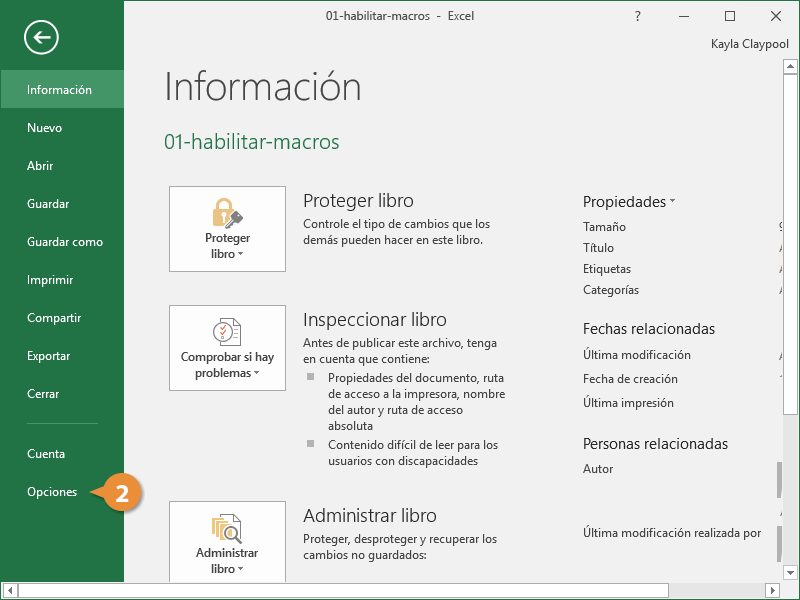 01-habilitar-macros - Excel
?
Kayla Claypool
Información
Nuevo
Abrir
Guardar
Guardar como
Imprimir
Compartir
Exportar
Cerrar
Cuenta
Opciones
2
Información
01-habilitar-macros
Proteger
libro
Proteger libro
Controle el tipo de cambios que los
demás pueden hacer en este libro.
Comprobar si hay
problemas
Inspeccionar libro
Antes de publicar este archivo, tenga
en cuenta que contiene:
Propiedades del documento, ruta
de acceso a la impresora, nombre
del autor y ruta de acceso
absoluta
Contenido difícil de leer para los
usuarios con discapacidades
Administrar
libro
Administrar libro
Proteger, desproteger y recuperar los
cambios no guardados:
Propiedades
Tamaño
Título
Etiquetas
Categorías
Fechas relacionadas
Última modificación
Fecha de creación
Última impresión
Personas relacionadas
Autor
Última modificación realizada por